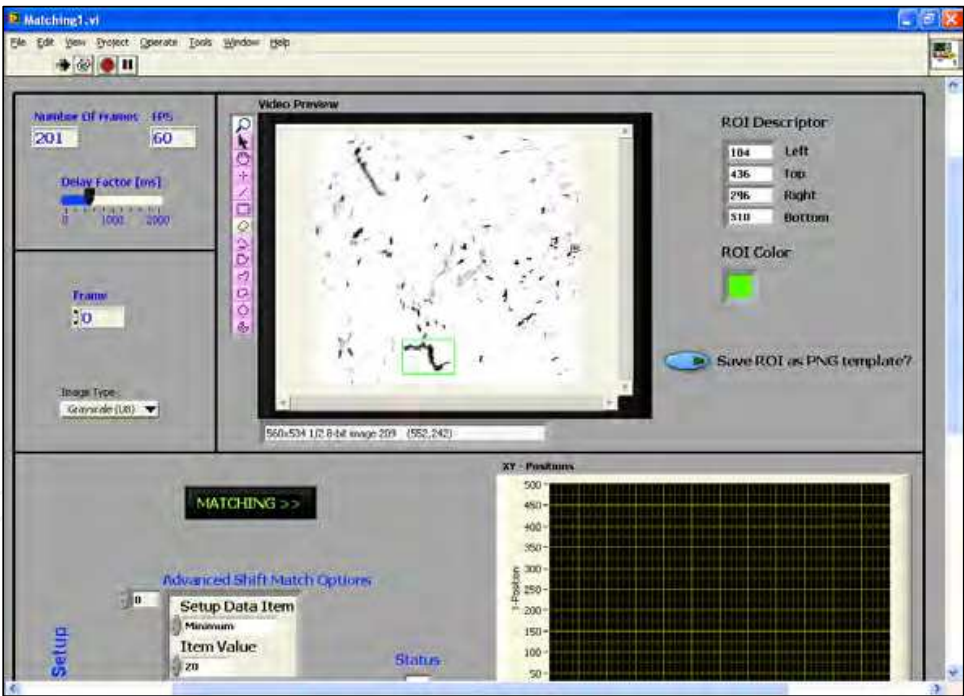 Matching1.vi
File Edit View Project Operate Tools Window Help
Number Of Frames FPS
201 60
Delay Factor [ms]
0 1000 2000
Frame
0
Image Type
Grayscale (U8)
Video Preview
560x534 1/2 8-bit image 209 (552,242)
ROI Descriptor
184 Left
436 Top
296 Right
510 Bottom
ROI Color
Save ROI as PNG template?
MATCHING >>
Advanced Shift Match Options
0
Setup Data Item
Minimum
Item Value
20
Setup
Status
XY - Positions
Y-Position
500
450
400
350
300
250
200
150
100
50